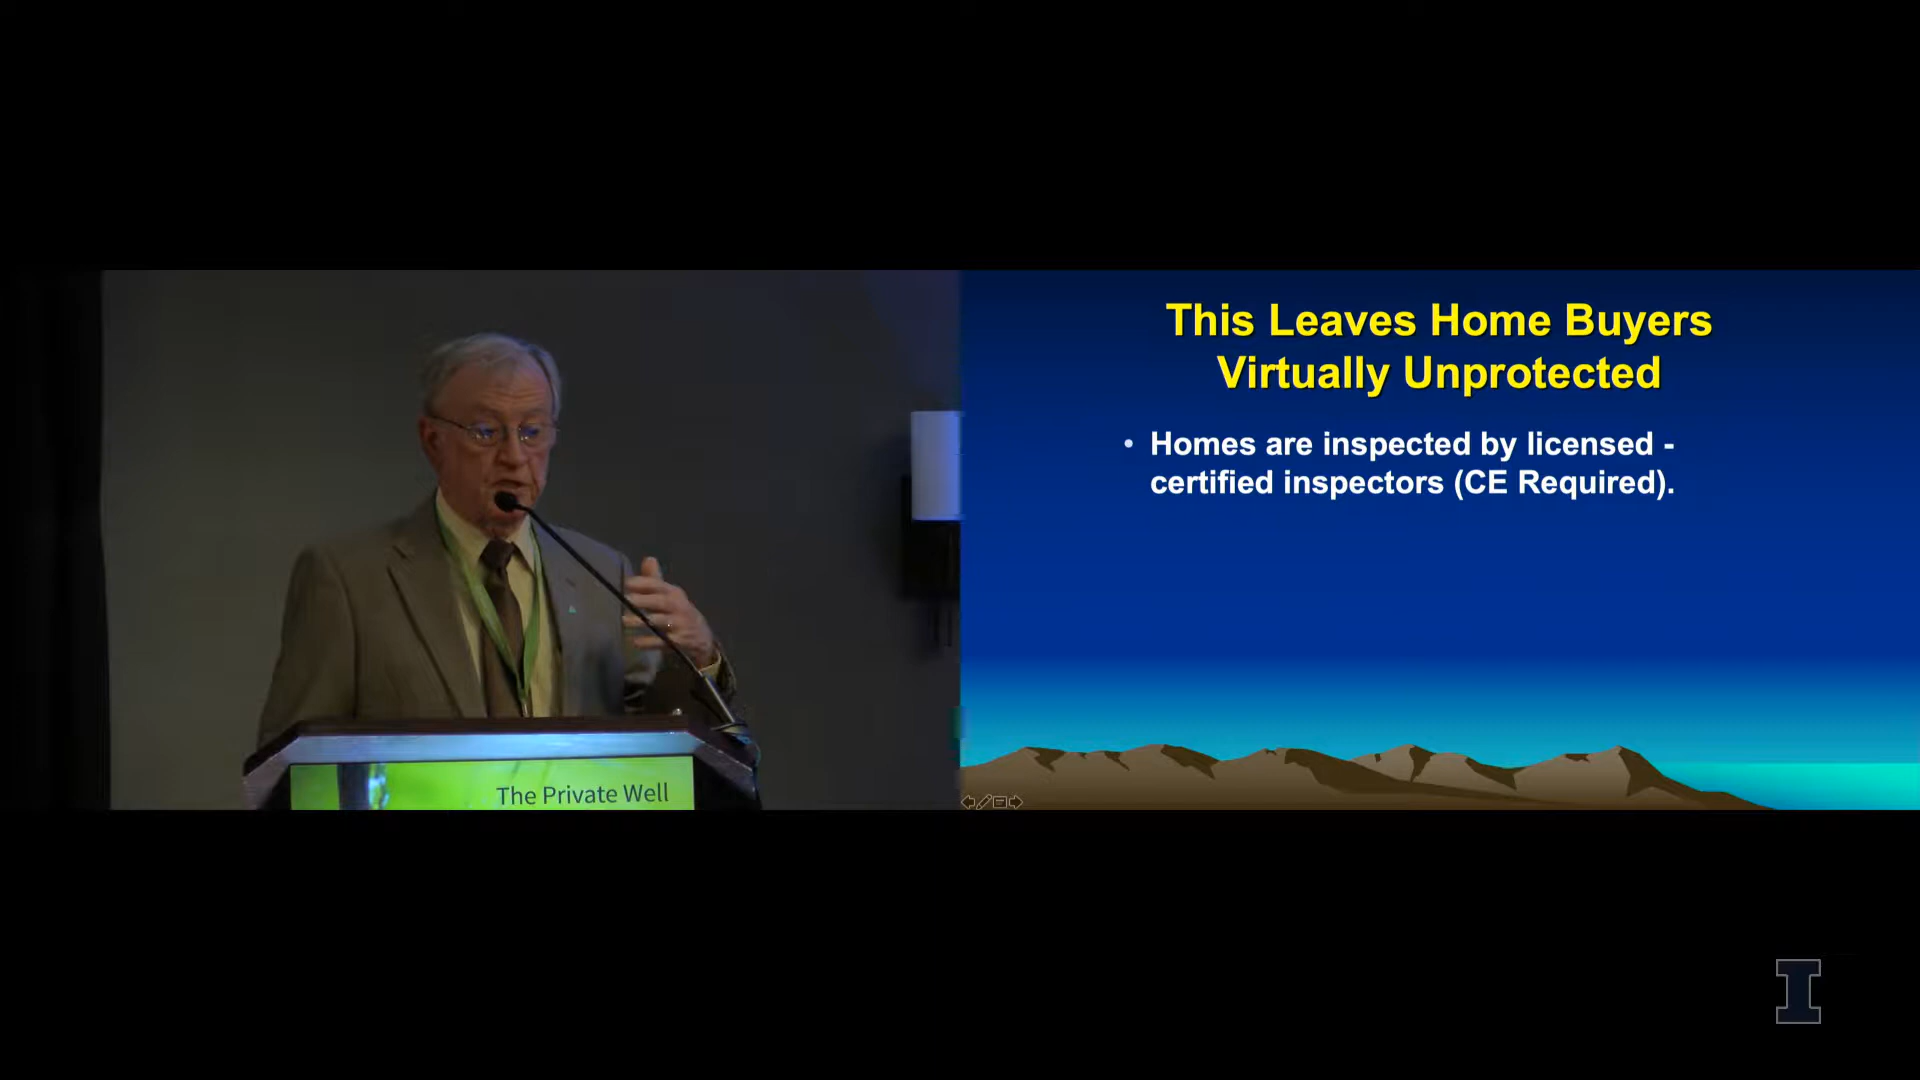 This Leaves Home Buyers
Virtually Unprotected
• Homes are inspected by licensed -
certified inspectors (CE Required).
The Private Well
I